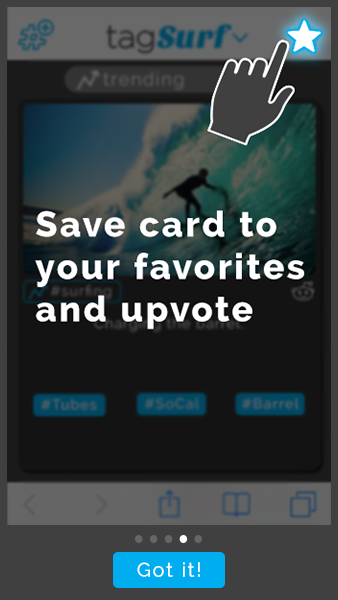 tagSurf
trending
Save card to
your favorites
and upvote
#surfing
Charging the barrel.
#Tubes #SoCal #Barrel
Got it!